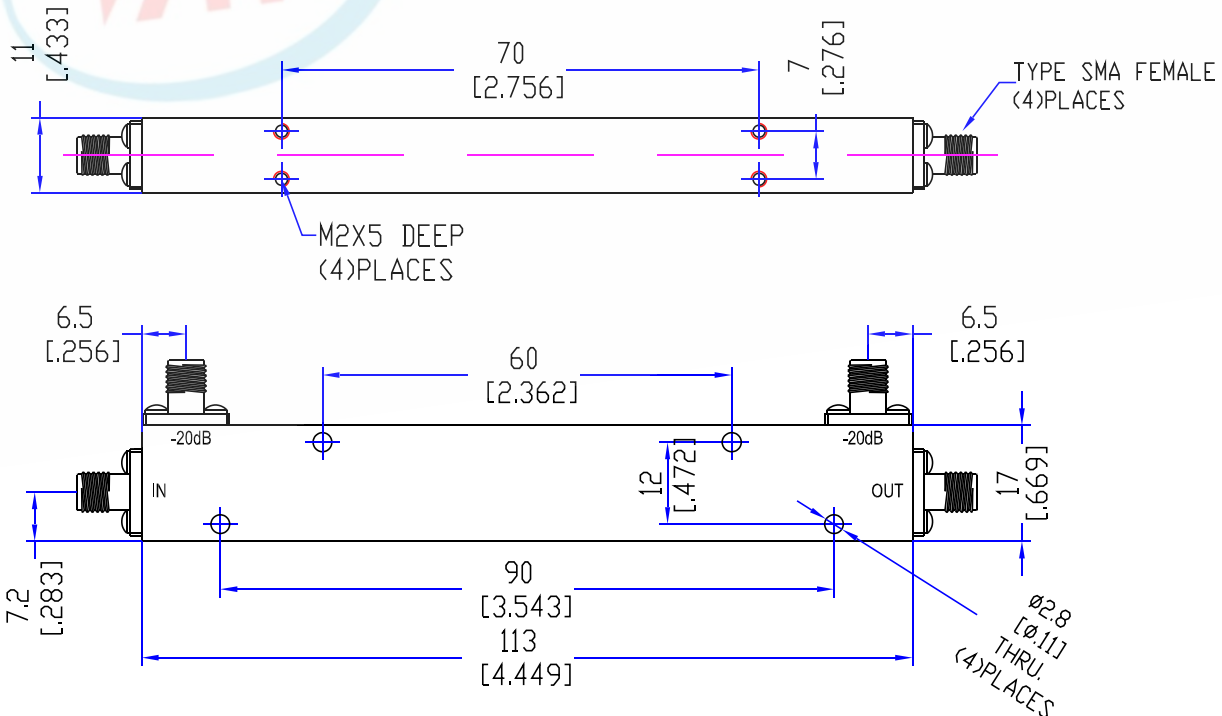 11
[.433]
70
[2.756]
7
[.276]
TYPE SMA FEMALE
(4)PLACES
M2X5 DEEP
(4)PLACES
6.5
[.256]
60
[2.362]
6.5
[.256]
-20dB
-20dB
IN
OUT
12
[.472]
17
[.669]
7.2
[.283]
90
[3.543]
113
[4.449]
ø2.8
[ø.11]
THRU.
(4)PLACES